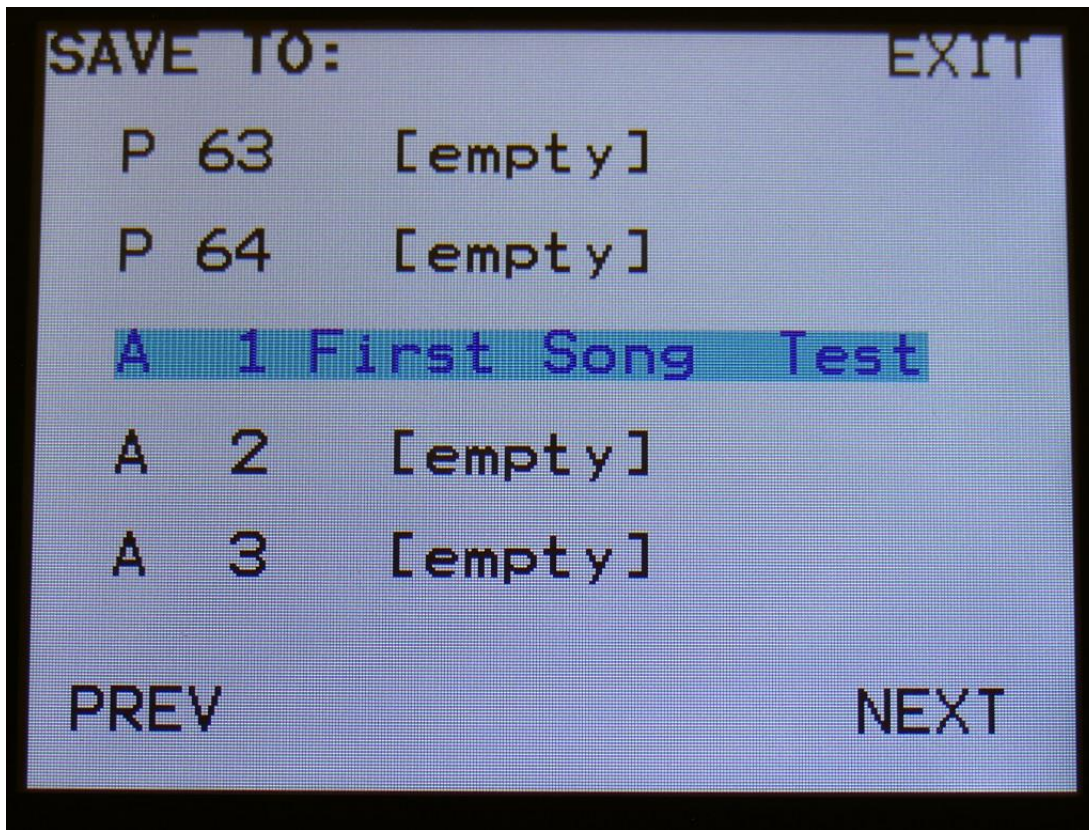 SAVE TO: EXIT
P 63 [empty]
P 64 [empty]
A 1 First Song Test
A 2 [empty]
A 3 [empty]
PREV NEXT